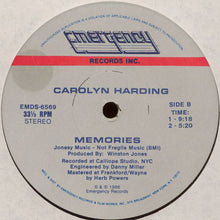 Emergency
RECORDS INC.
CAROLYN HARDING
EMDS-6569
33⅓ RPM
STEREO
SIDE B
TIME:
1 - 9:18
2 - 5:20
MEMORIES
Jonesy Music - Not Fragile Music (BMI)
Produced By: Winston Jones
Recorded at Calliope Studio, NYC
Engineered by Danny Miller
Mastered at Frankford/Wayne
by Herb Powers
℗ © 1986
Emergency Records